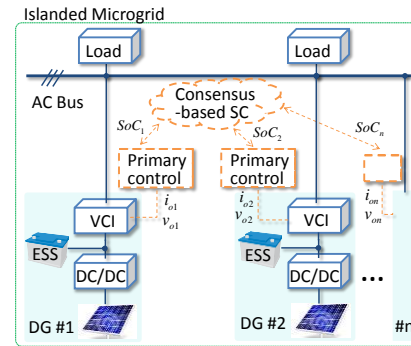 Islanded Microgrid
Load
Load
AC Bus
Consensus
-based SC
SoC1
SoC2
SoCn
Primary
control
Primary
control
io1
vo1
io2
vo2
ion
von
VCI
VCI
ESS
ESS
DC/DC
DC/DC
...
DG #1
DG #2
#n